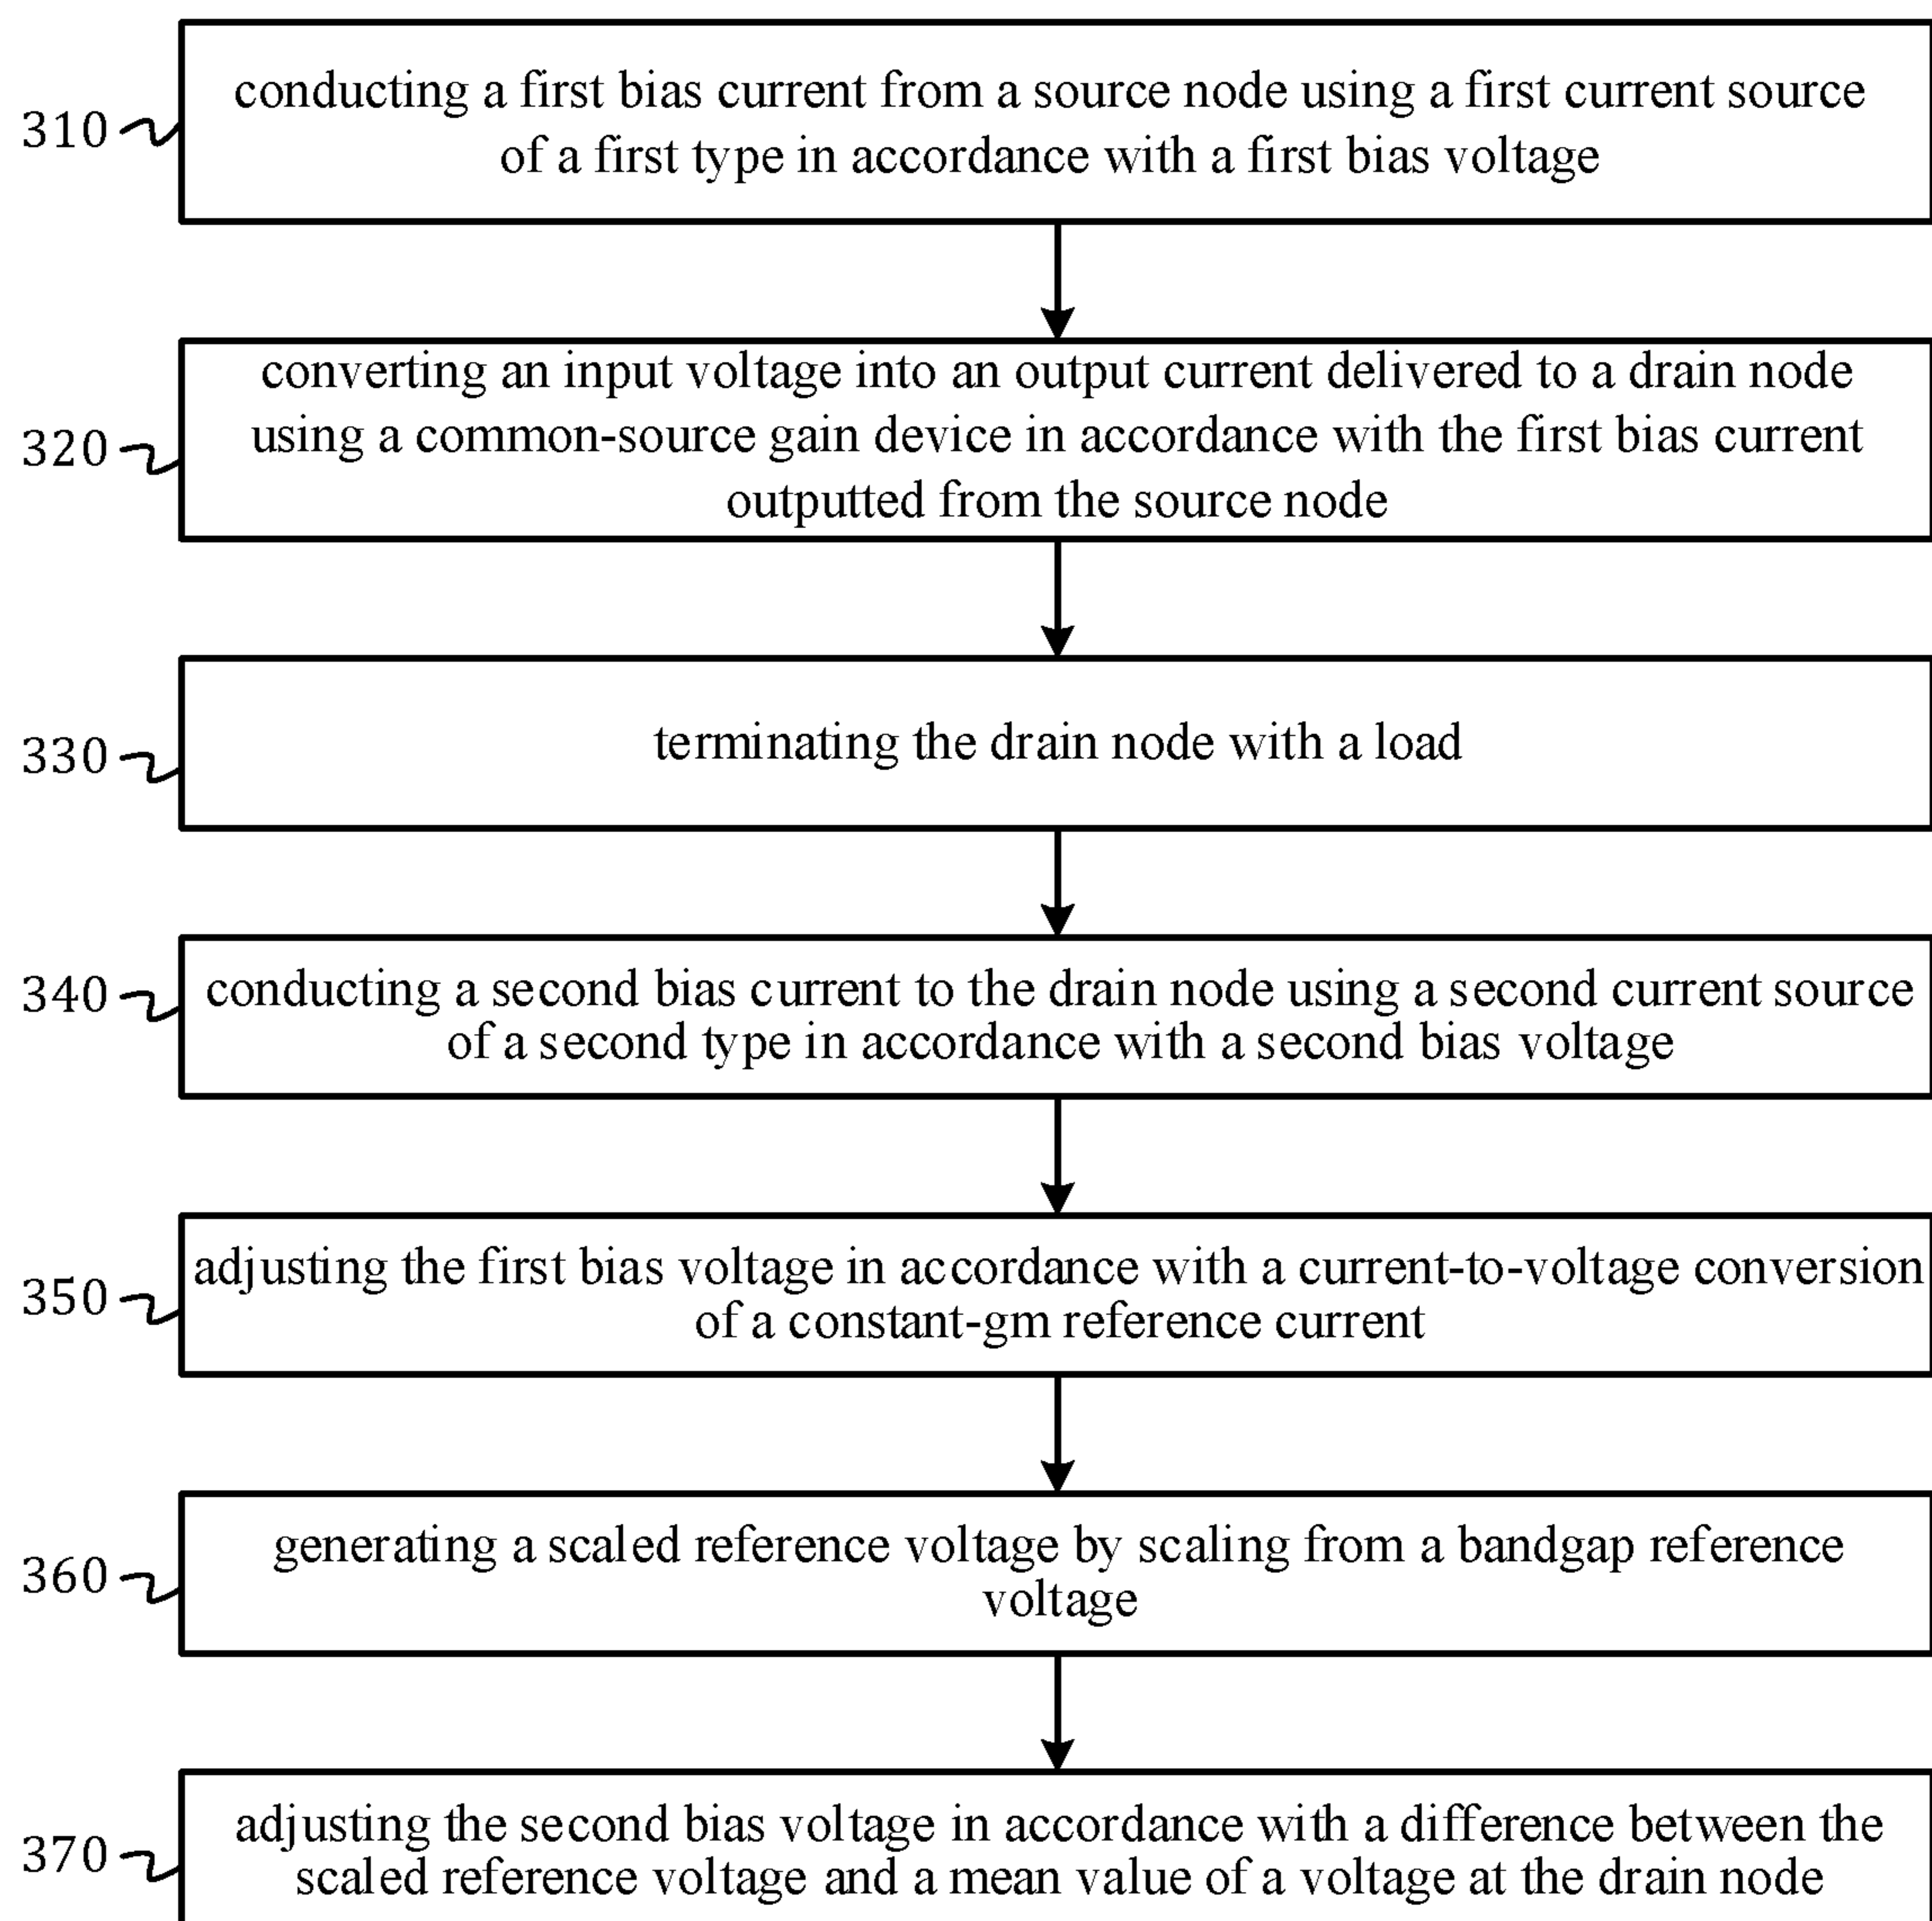 310
conducting a first bias current from a source node using a first current source
of a first type in accordance with a first bias voltage
320
converting an input voltage into an output current delivered to a drain node
using a common-source gain device in accordance with the first bias current
outputted from the source node
330
terminating the drain node with a load
340
conducting a second bias current to the drain node using a second current source
of a second type in accordance with a second bias voltage
350
adjusting the first bias voltage in accordance with a current-to-voltage conversion
of a constant-gm reference current
360
generating a scaled reference voltage by scaling from a bandgap reference
voltage
370
adjusting the second bias voltage in accordance with a difference between the
scaled reference voltage and a mean value of a voltage at the drain node